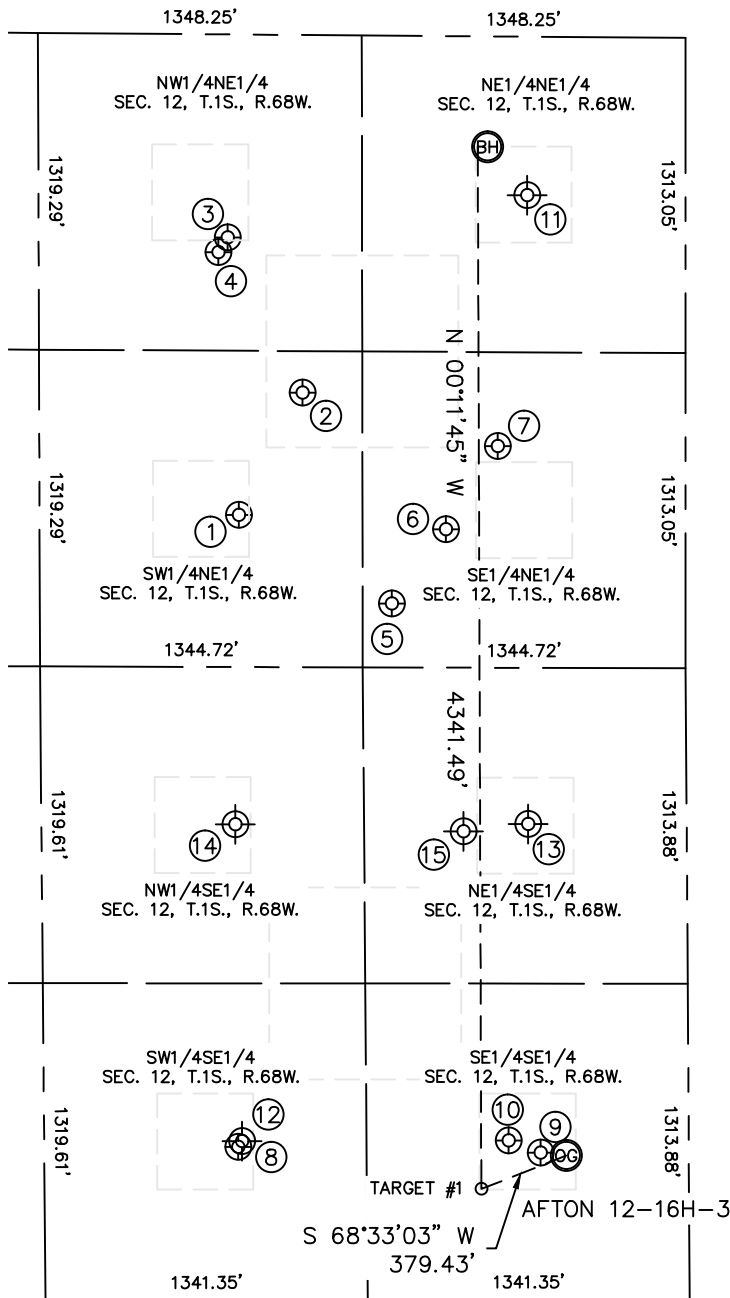 1348.25’
1348.25’
NW1/4NE1/4
SEC. 12, T.1S., R.68W.
NE1/4NE1/4
SEC. 12, T.1S., R.68W.
BH
1319.29’
1313.05’
3
11
4
N 00°11’45” W
2
7
1319.29’
1313.05’
1
6
SW1/4NE1/4
SEC. 12, T.1S., R.68W.
SE1/4NE1/4
SEC. 12, T.1S., R.68W.
5
1344.72’
1344.72’
4341.49’
1319.61’
1313.88’
14
15
13
NW1/4SE1/4
SEC. 12, T.1S., R.68W.
NE1/4SE1/4
SEC. 12, T.1S., R.68W.
SW1/4SE1/4
SEC. 12, T.1S., R.68W.
SE1/4SE1/4
SEC. 12, T.1S., R.68W.
1319.61’
1313.88’
12
10
9
8
OG
TARGET #1
AFTON 12–16H–3
S 68°33’03” W
379.43’
1341.35’
1341.35’